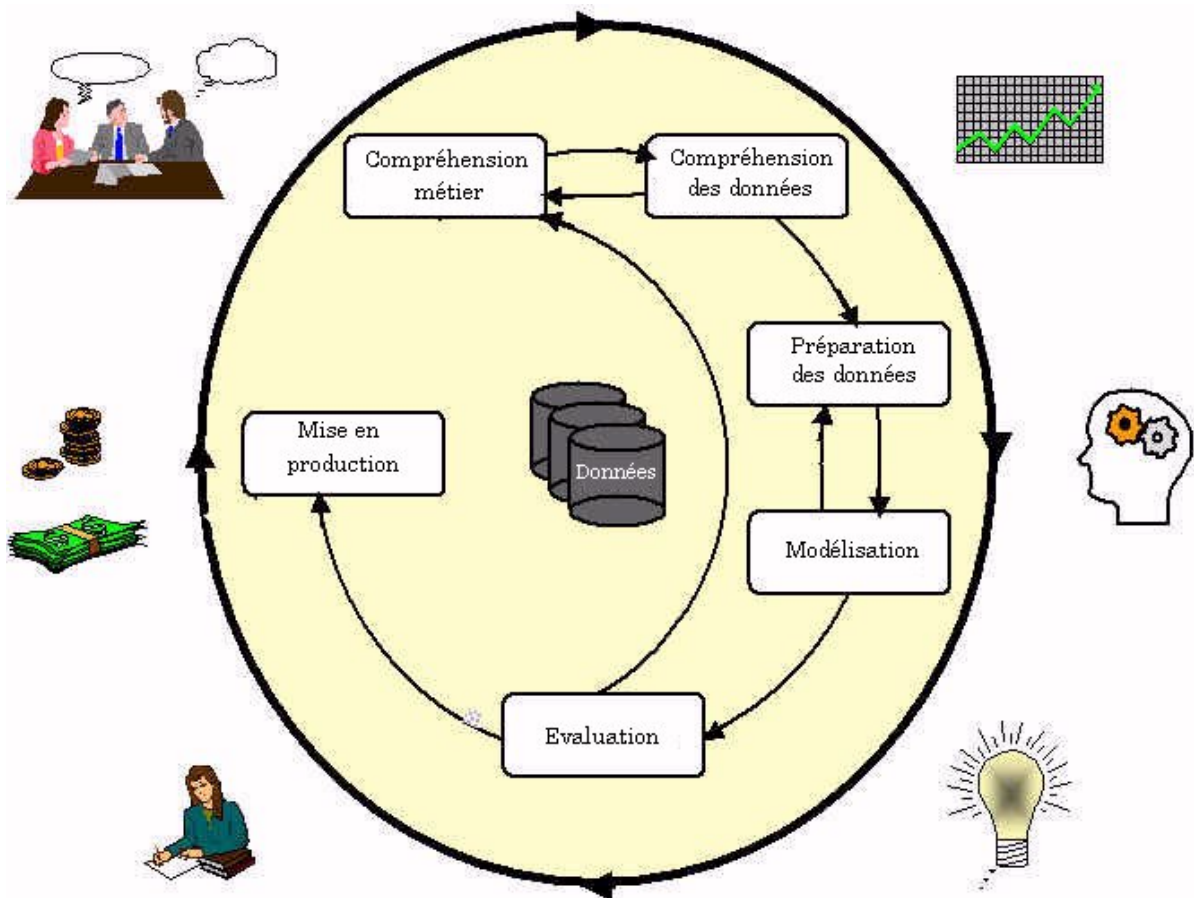 Compréhension
métier
Compréhension
des données
Préparation
des données
Mise en
production
Données
Modélisation
Evaluation